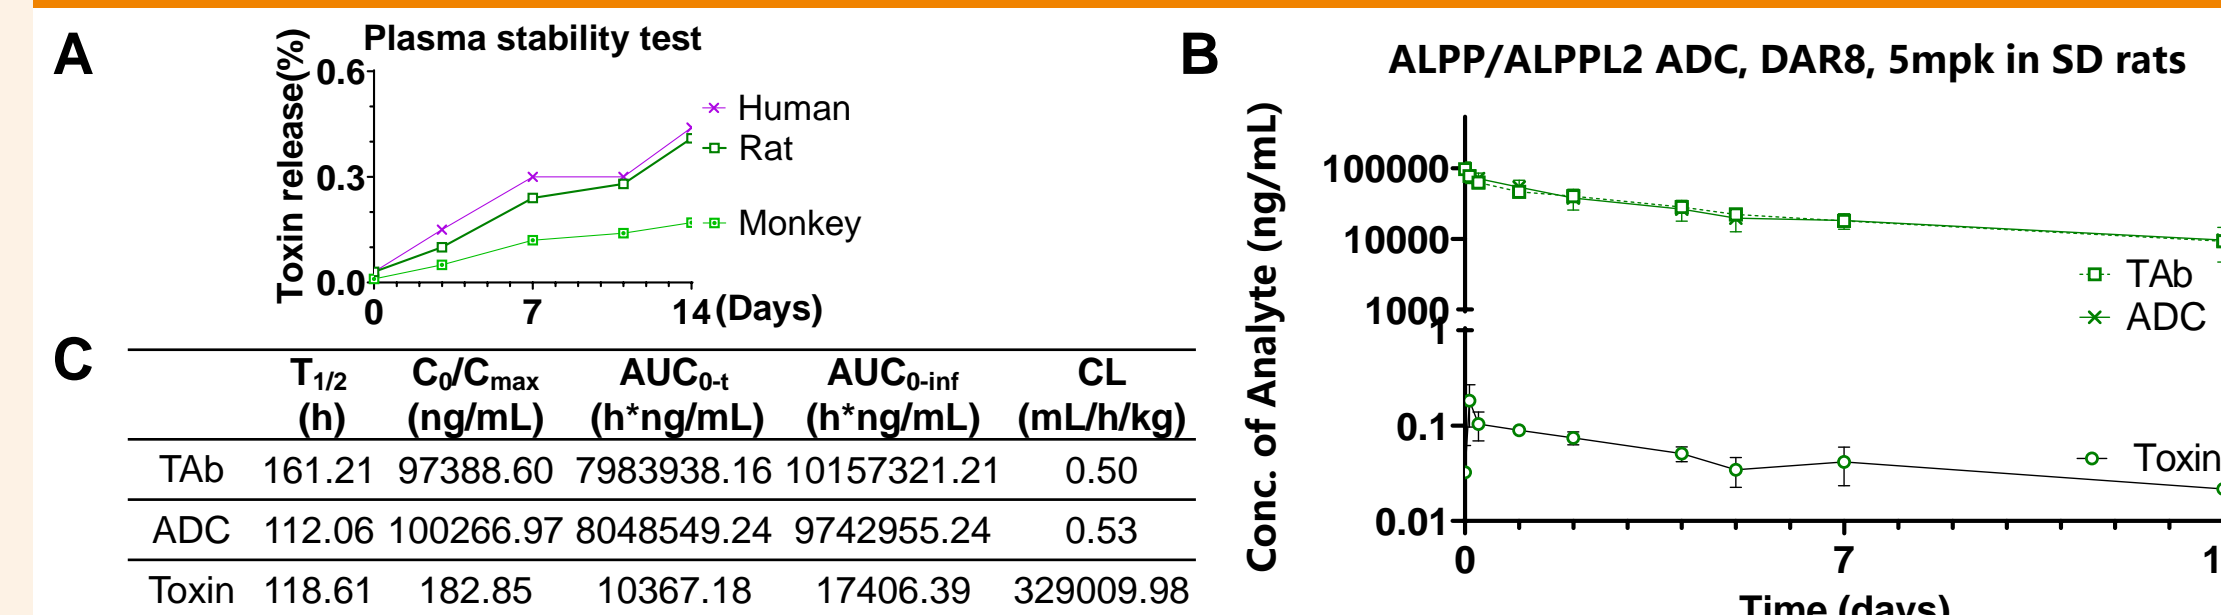 A
Plasma stability test
Toxin release(%)
0.6
0.3
0.0
0 7 14 (Days)
Human
Rat
Monkey
B
ALPP/ALPPL2 ADC, DAR8, 5mpk in SD rats
Conc. of Analyte (ng/mL)
100000
10000
1000
1
0.1
0.01
0 7 1
Time (days)
TAb
ADC
Toxin
C
T1/2 C0/Cmax AUC0-t AUC0-inf CL
(h) (ng/mL) (h*ng/mL) (h*ng/mL) (mL/h/kg)
TAb 161.21 97388.60 7983938.16 10157321.21 0.50
ADC 112.06 100266.97 8048549.24 9742955.24 0.53
Toxin 118.61 182.85 10367.18 17406.39 329009.98